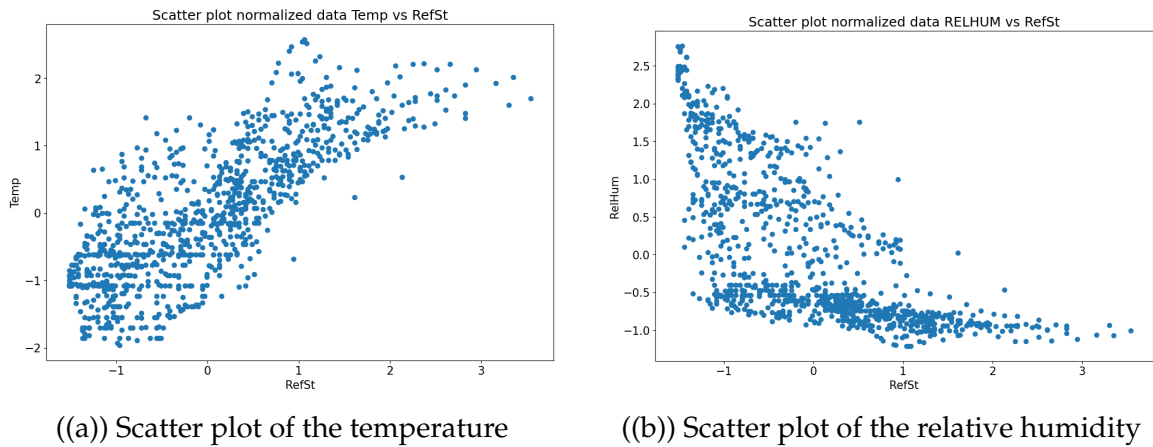 Scatter plot normalized data Temp vs RefSt
Temp
2
1
0
−1
−2
−1
0
1
2
3
RefSt
((a)) Scatter plot of the temperature
Scatter plot normalized data RELHUM vs RefSt
RelHum
2.5
2.0
1.5
1.0
0.5
0.0
−0.5
−1.0
−1
0
1
2
3
RefSt
((b)) Scatter plot of the relative humidity